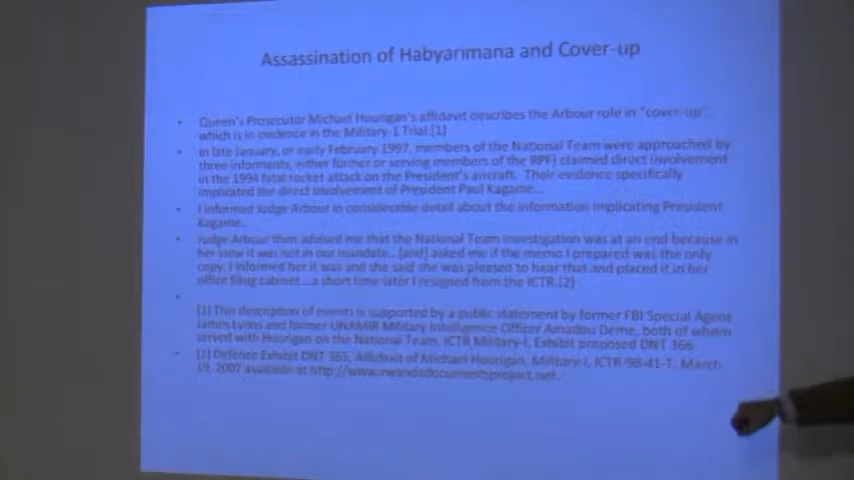 Assassination of Habyarimana and Cover-up
• Queen's Prosecutor Michael Hourigan's affidavit describes the Arbour role in "cover-up",
which is in evidence in the Military-1 Trial.[1]
• In late January, or early February 1997, members of the National Team were approached by
three informants, either former or serving members of the RPF) claimed direct involvement
in the 1994 fatal rocket attack on the President's aircraft. Their evidence specifically
implicated the direct involvement of President Paul Kagame...
• I informed Judge Arbour in considerable detail about the information implicating President
Kagame..
• Judge Arbour then advised me that the National Team investigation was at an end because in
her view it was not in our mandate.. [and] asked me if the memo I prepared was the only
copy. I informed her it was and she said she was pleased to hear that and placed it in her
office filing cabinet...a short time later I resigned from the ICTR.[2]
•
[1] This description of events is supported by a public statement by former FBI Special Agent
James Lyons and former UNAMIR Military Intelligence Officer Amadou Deme, both of whom
served with Hourigan on the National Team. ICTR Military-I, Exhibit proposed DNT 366
• [2] Defence Exhibit DNT 365, Affidavit of Michael Hourigan, Military-I, ICTR-98-41-T, March
19, 2007 available at http://www.rwandadocumentsproject.net..